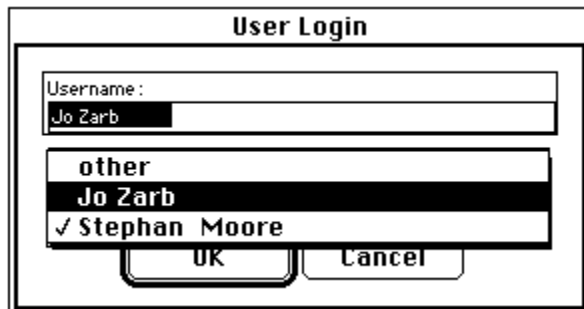 User Login
Username:
Jo Zarb
other
Jo Zarb
✓ Stephan Moore
OK Cancel